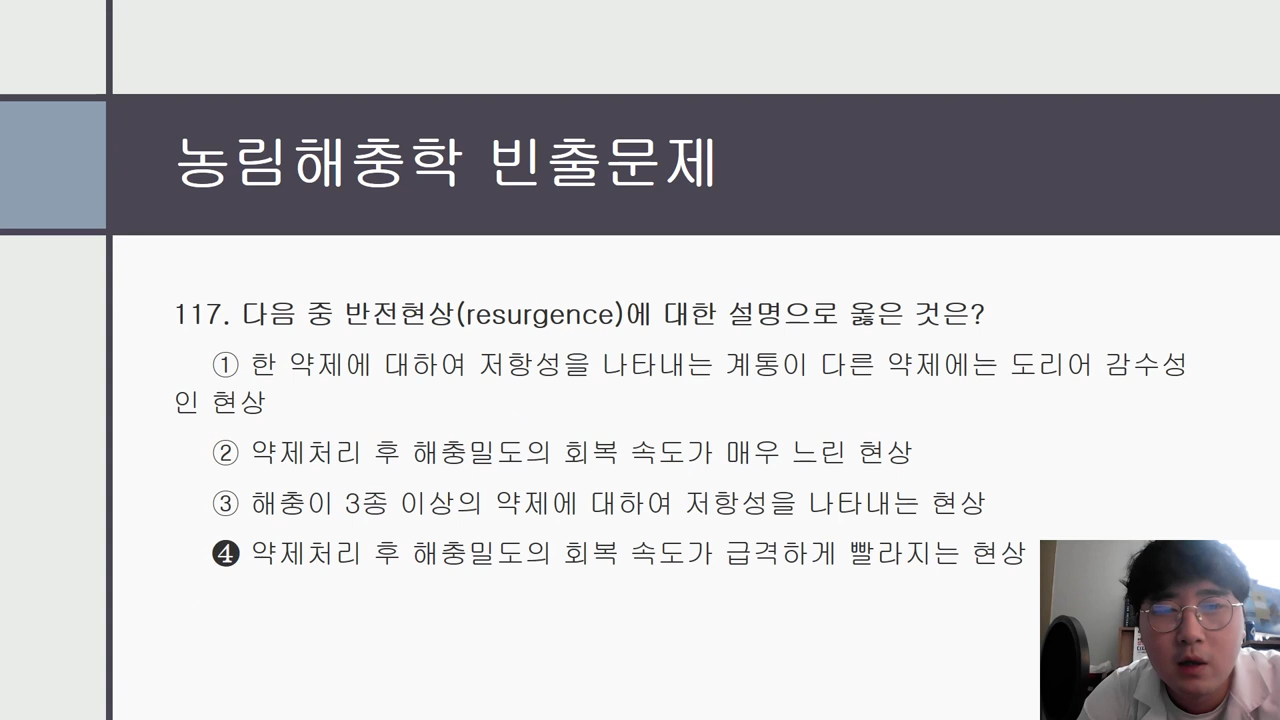 농림해충학 빈출문제
117. 다음 중 반전현상(resurgence)에 대한 설명으로 옳은 것은?
① 한 약제에 대하여 저항성을 나타내는 계통이 다른 약제에는 도리어 감수성
인 현상
② 약제처리 후 해충밀도의 회복 속도가 매우 느린 현상
③ 해충이 3종 이상의 약제에 대하여 저항성을 나타내는 현상
❹ 약제처리 후 해충밀도의 회복 속도가 급격하게 빨라지는 현상